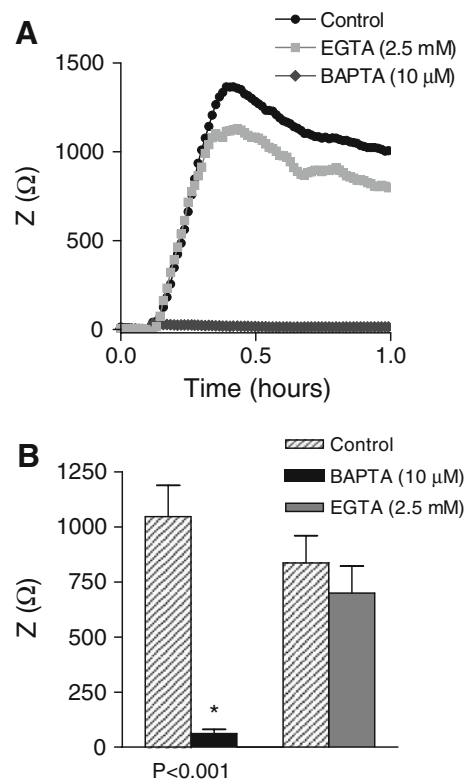 A
Control
EGTA (2.5 mM)
BAPTA (10 µM)
1500
1000
500
0
Z (Ω)
0.0
0.5
1.0
Time (hours)
B
Control
BAPTA (10 µM)
EGTA (2.5 mM)
1250
1000
750
500
250
0
Z (Ω)
*
P<0.001